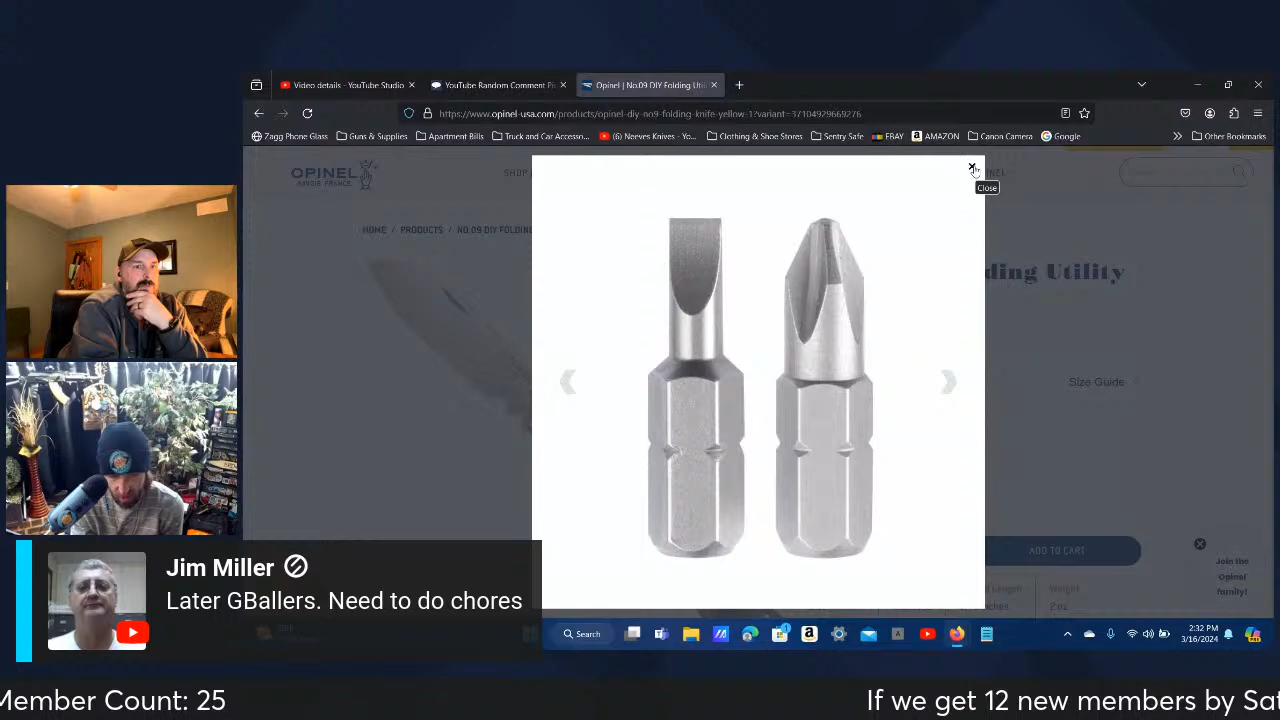 Video details - YouTube Studio
YouTube Random Comment Pi
Opinel | No.09 DIY Folding Utili
https://www.opinel-usa.com/products/opinel-diy-no9-folding-knife-yellow-1?variant=37104929669276
Zagg Phone Glass
Guns & Supplies
Apartment Bills
Truck and Car Accesso...
(6) Neeves Knives - Yo...
Clothing & Shoe Stores
Sentry Safe
EBAY
AMAZON
Canon Camera
Google
Other Bookmarks
OPINEL
SAVOIE FRANCE
SHOP
Close
HOME / PRODUCTS / NO.09 DIY FOLDING
ding Utility
Size Guide
ADD TO CART
Join the
'Opinel'
family!
Weight
2 oz
Jim Miller
Later GBallers. Need to do chores
Search
2:32 PM
3/16/2024
Member Count: 25
If we get 12 new members by Sat